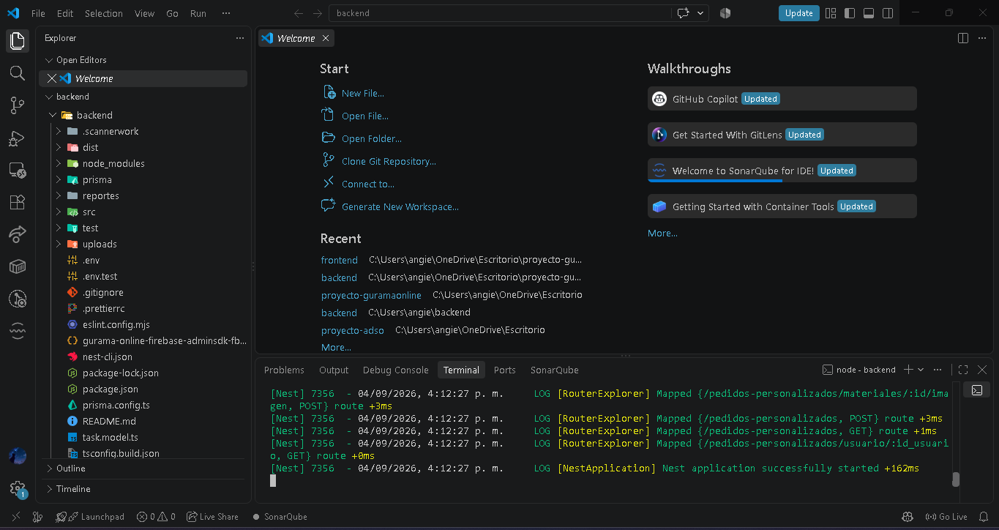 File Edit Selection View Go Run ···
backend
Update
Explorer ···
Open Editors
Welcome
backend
backend
.scannerwork
dist
node_modules
prisma
reportes
src
test
uploads
.env
.env.test
.gitignore
.prettierrc
eslint.config.mjs
gurama-online-firebase-adminsdk-fb...
nest-cli.json
package-lock.json
package.json
prisma.config.ts
README.md
task.model.ts
tsconfig.build.json
Outline
Timeline
1
Welcome
Start
New File...
Open File...
Open Folder...
Clone Git Repository...
Connect to...
Generate New Workspace...
Recent
frontend C:\Users\angie\OneDrive\Escritorio\proyecto-gu...
backend C:\Users\angie\OneDrive\Escritorio\proyecto-gu...
proyecto-guramaonline C:\Users\angie\OneDrive\Escritorio
backend C:\Users\angie\backend
proyecto-adso C:\Users\angie\OneDrive\Escritorio
More...
Walkthroughs
GitHub Copilot Updated
Get Started With GitLens Updated
Welcome to SonarQube for IDE! Updated
Getting Started with Container Tools Updated
More...
Problems Output Debug Console Terminal Ports SonarQube
node - backend
[Nest] 7356  - 04/09/2026, 4:12:27 p. m.     LOG [RouterExplorer] Mapped {/pedidos-personalizados/materiales/:id/ima
gen, POST} route +3ms
[Nest] 7356  - 04/09/2026, 4:12:27 p. m.     LOG [RouterExplorer] Mapped {/pedidos-personalizados, POST} route +3ms
[Nest] 7356  - 04/09/2026, 4:12:27 p. m.     LOG [RouterExplorer] Mapped {/pedidos-personalizados, GET} route +1ms
[Nest] 7356  - 04/09/2026, 4:12:27 p. m.     LOG [RouterExplorer] Mapped {/pedidos-personalizados/usuario/:id_usuari
o, GET} route +0ms
[Nest] 7356  - 04/09/2026, 4:12:27 p. m.     LOG [NestApplication] Nest application successfully started +162ms
Launchpad 0 0 Live Share SonarQube Go Live